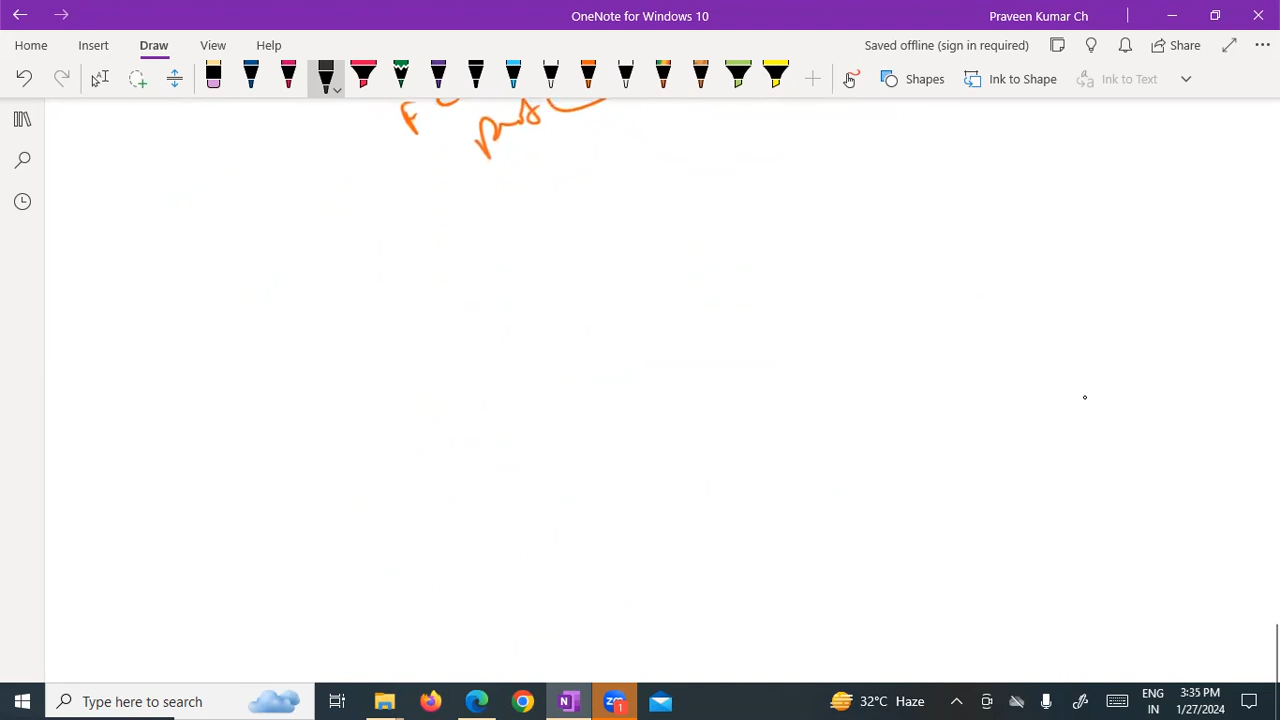 OneNote for Windows 10
Praveen Kumar Ch
Home
Insert
Draw
View
Help
Saved offline (sign in required)
Share
Shapes
Ink to Shape
Ink to Text
F
Type here to search
zm
1
32°C Haze
ENG
IN
3:35 PM
1/27/2024